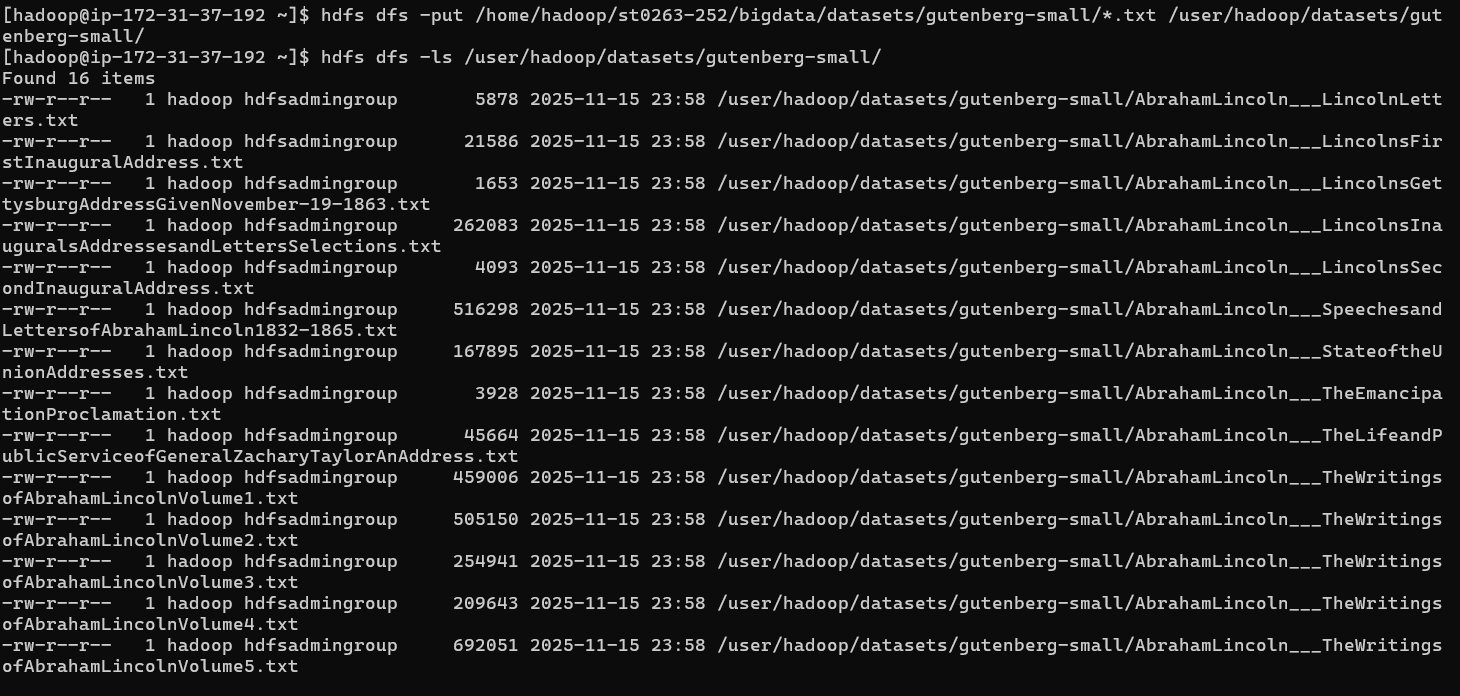 [hadoop@ip-172-31-37-192 ~]$ hdfs dfs -put /home/hadoop/st0263-252/bigdata/datasets/gutenberg-small/*.txt /user/hadoop/datasets/gut
enberg-small/
[hadoop@ip-172-31-37-192 ~]$ hdfs dfs -ls /user/hadoop/datasets/gutenberg-small/
Found 16 items
-rw-r--r--   1 hadoop hdfsadmingroup       5878 2025-11-15 23:58 /user/hadoop/datasets/gutenberg-small/AbrahamLincoln___LincolnLett
ers.txt
-rw-r--r--   1 hadoop hdfsadmingroup      21586 2025-11-15 23:58 /user/hadoop/datasets/gutenberg-small/AbrahamLincoln___LincolnsFir
stInauguralAddress.txt
-rw-r--r--   1 hadoop hdfsadmingroup       1653 2025-11-15 23:58 /user/hadoop/datasets/gutenberg-small/AbrahamLincoln___LincolnsGet
tysburgAddressGivenNovember-19-1863.txt
-rw-r--r--   1 hadoop hdfsadmingroup     262083 2025-11-15 23:58 /user/hadoop/datasets/gutenberg-small/AbrahamLincoln___LincolnsIna
uguralsAddressesandLettersSelections.txt
-rw-r--r--   1 hadoop hdfsadmingroup       4093 2025-11-15 23:58 /user/hadoop/datasets/gutenberg-small/AbrahamLincoln___LincolnsSec
ondInauguralAddress.txt
-rw-r--r--   1 hadoop hdfsadmingroup     516298 2025-11-15 23:58 /user/hadoop/datasets/gutenberg-small/AbrahamLincoln___Speechesand
LettersofAbrahamLincoln1832-1865.txt
-rw-r--r--   1 hadoop hdfsadmingroup     167895 2025-11-15 23:58 /user/hadoop/datasets/gutenberg-small/AbrahamLincoln___StateoftheU
nionAddresses.txt
-rw-r--r--   1 hadoop hdfsadmingroup       3928 2025-11-15 23:58 /user/hadoop/datasets/gutenberg-small/AbrahamLincoln___TheEmancipa
tionProclamation.txt
-rw-r--r--   1 hadoop hdfsadmingroup      45664 2025-11-15 23:58 /user/hadoop/datasets/gutenberg-small/AbrahamLincoln___TheLifeandP
ublicServiceofGeneralZacharyTaylorAnAddress.txt
-rw-r--r--   1 hadoop hdfsadmingroup     459006 2025-11-15 23:58 /user/hadoop/datasets/gutenberg-small/AbrahamLincoln___TheWritings
ofAbrahamLincolnVolume1.txt
-rw-r--r--   1 hadoop hdfsadmingroup     505150 2025-11-15 23:58 /user/hadoop/datasets/gutenberg-small/AbrahamLincoln___TheWritings
ofAbrahamLincolnVolume2.txt
-rw-r--r--   1 hadoop hdfsadmingroup     254941 2025-11-15 23:58 /user/hadoop/datasets/gutenberg-small/AbrahamLincoln___TheWritings
ofAbrahamLincolnVolume3.txt
-rw-r--r--   1 hadoop hdfsadmingroup     209643 2025-11-15 23:58 /user/hadoop/datasets/gutenberg-small/AbrahamLincoln___TheWritings
ofAbrahamLincolnVolume4.txt
-rw-r--r--   1 hadoop hdfsadmingroup     692051 2025-11-15 23:58 /user/hadoop/datasets/gutenberg-small/AbrahamLincoln___TheWritings
ofAbrahamLincolnVolume5.txt